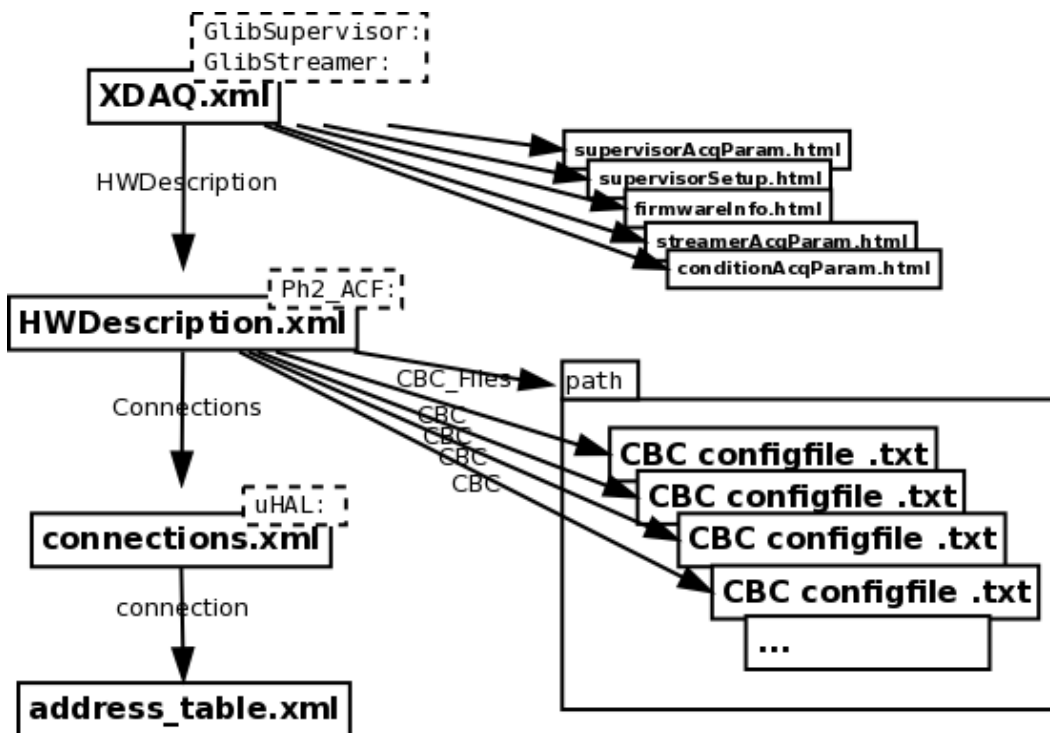 GlibSupervisor:
GlibStreamer:
XDAQ.xml
HWDescription
supervisorAcqParam.html
supervisorSetup.html
firmwareInfo.html
streamerAcqParam.html
conditionAcqParam.html
Ph2_ACF:
HWDescription.xml
CBC_Files
path
Connections
CBC
CBC
CBC
CBC
CBC configfile .txt
CBC configfile .txt
CBC configfile .txt
CBC configfile .txt
...
uHAL:
connections.xml
connection
address_table.xml